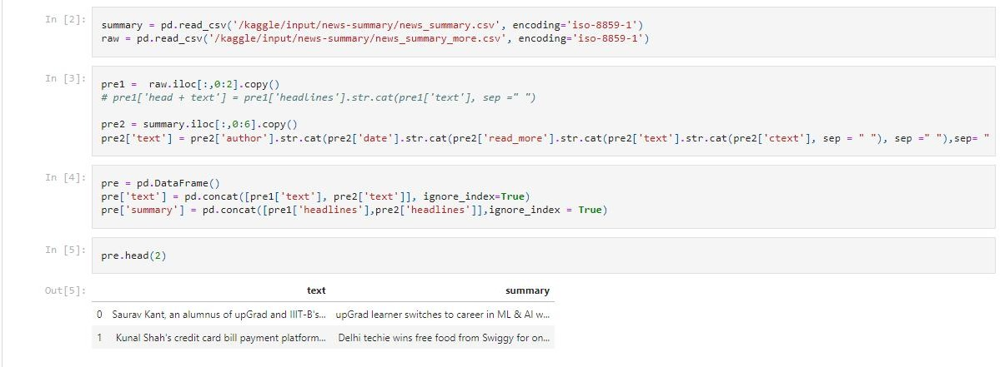 In [2]:
summary = pd.read_csv('/kaggle/input/news-summary/news_summary.csv', encoding='iso-8859-1')
raw = pd.read_csv('/kaggle/input/news-summary/news_summary_more.csv', encoding='iso-8859-1')
In [3]:
pre1 =  raw.iloc[:,0:2].copy()
# pre1['head + text'] = pre1['headlines'].str.cat(pre1['text'], sep =" ")
pre2 = summary.iloc[:,0:6].copy()
pre2['text'] = pre2['author'].str.cat(pre2['date'].str.cat(pre2['read_more'].str.cat(pre2['text'].str.cat(pre2['ctext'], sep = " "), sep =" "),sep= "
In [4]:
pre = pd.DataFrame()
pre['text'] = pd.concat([pre1['text'], pre2['text']], ignore_index=True)
pre['summary'] = pd.concat([pre1['headlines'],pre2['headlines']],ignore_index = True)
In [5]:
pre.head(2)
Out[5]:
text summary
0 Saurav Kant, an alumnus of upGrad and IIIT-B's... upGrad learner switches to career in ML & AI w...
1 Kunal Shah's credit card bill payment platform... Delhi techie wins free food from Swiggy for on...